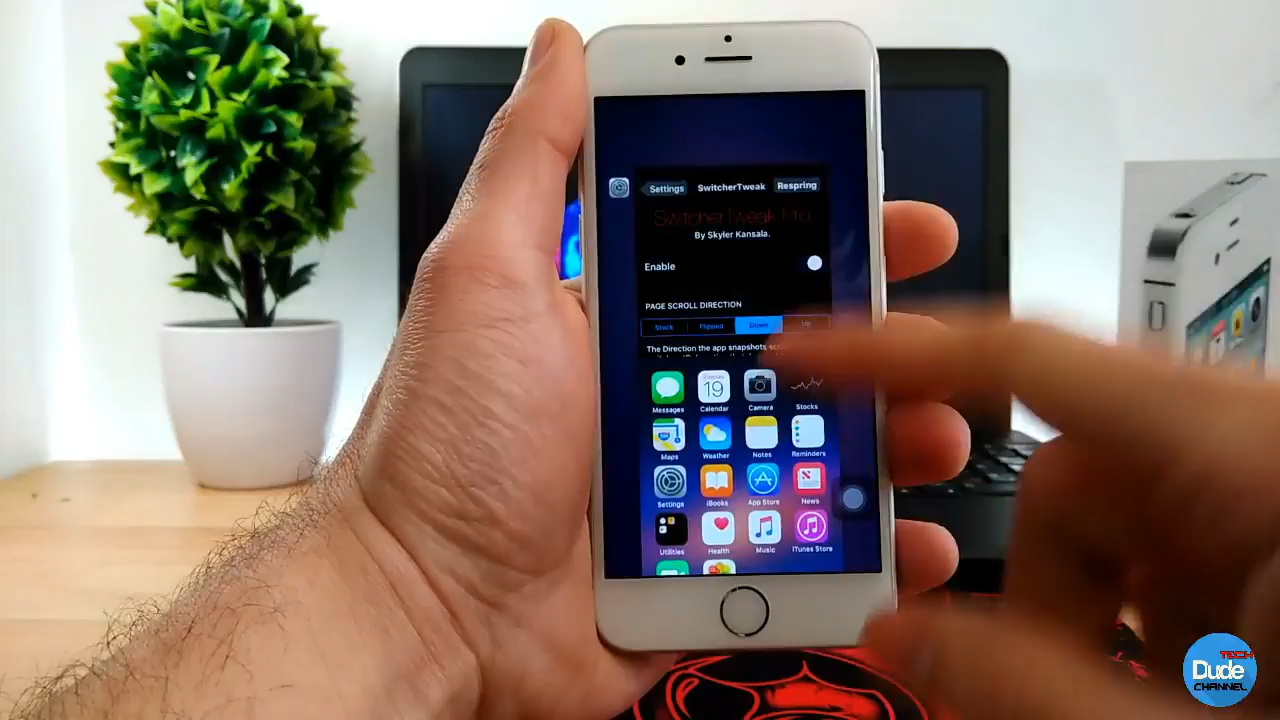 Settings
SwitcherTweak
Respring
SwitcherTweak Pro
By Skyler Kansala.
Enable
PAGE SCROLL DIRECTION
Stock
Flipped
Down
Up
The Direction the app snapshots
Messages
19
Calendar
Camera
Stocks
Maps
Weather
Notes
Reminders
Settings
iBooks
App Store
News
Utilities
Health
Music
iTunes Store
TECH
Dude
CHANNEL